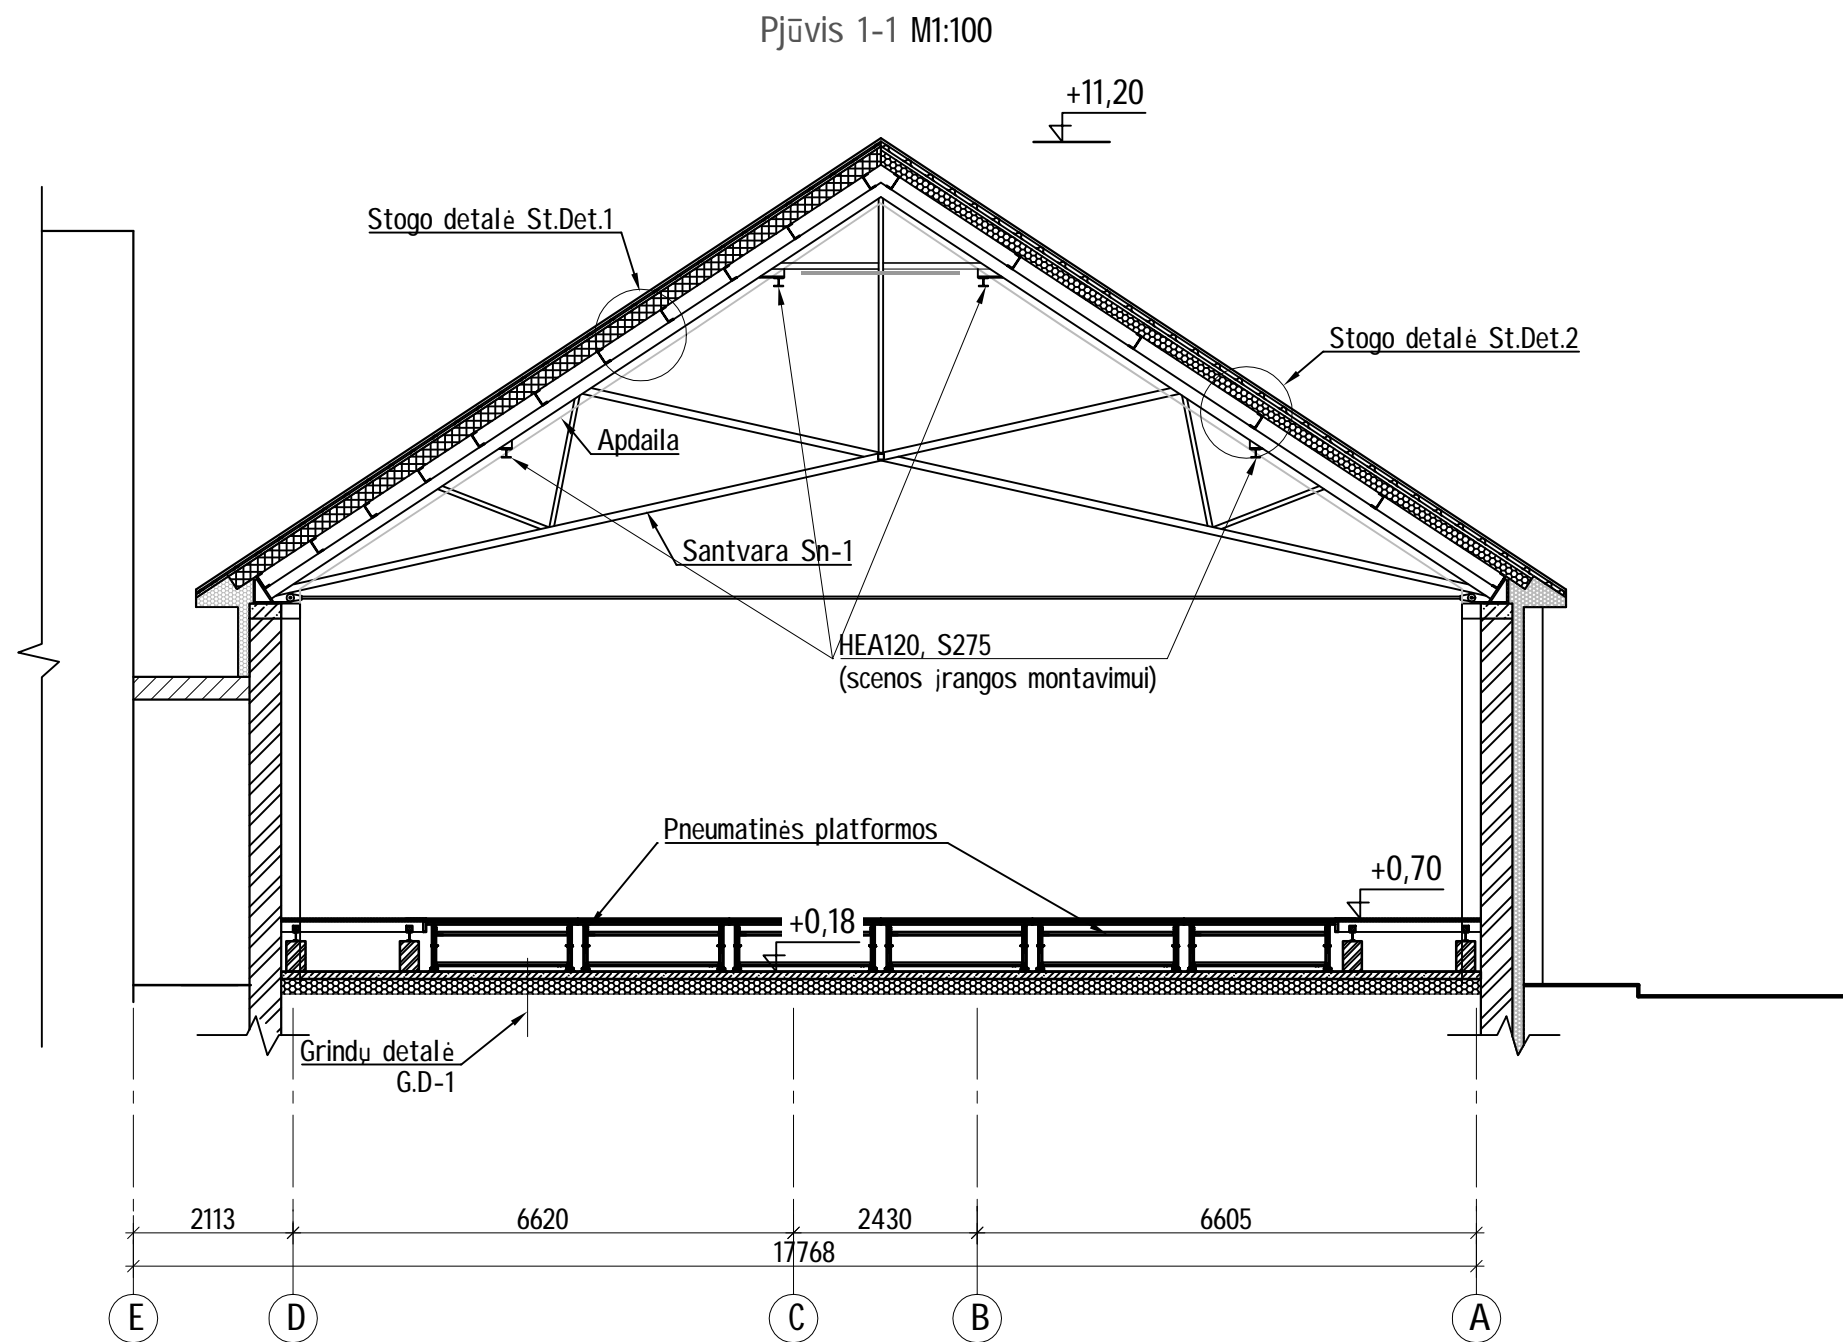 Pjūvis 1-1 M1:100
+11,20
Stogo detalė St.Det.1
Stogo detalė St.Det.2
Apdaila
Santvara Sn-1
HEA120, S275
(scenos įrangos montavimui)
Pneumatinės platformos
+0,70
+0,18
Grindų detalė
G.D-1
2113
6620
2430
6605
17768
E
D
C
B
A